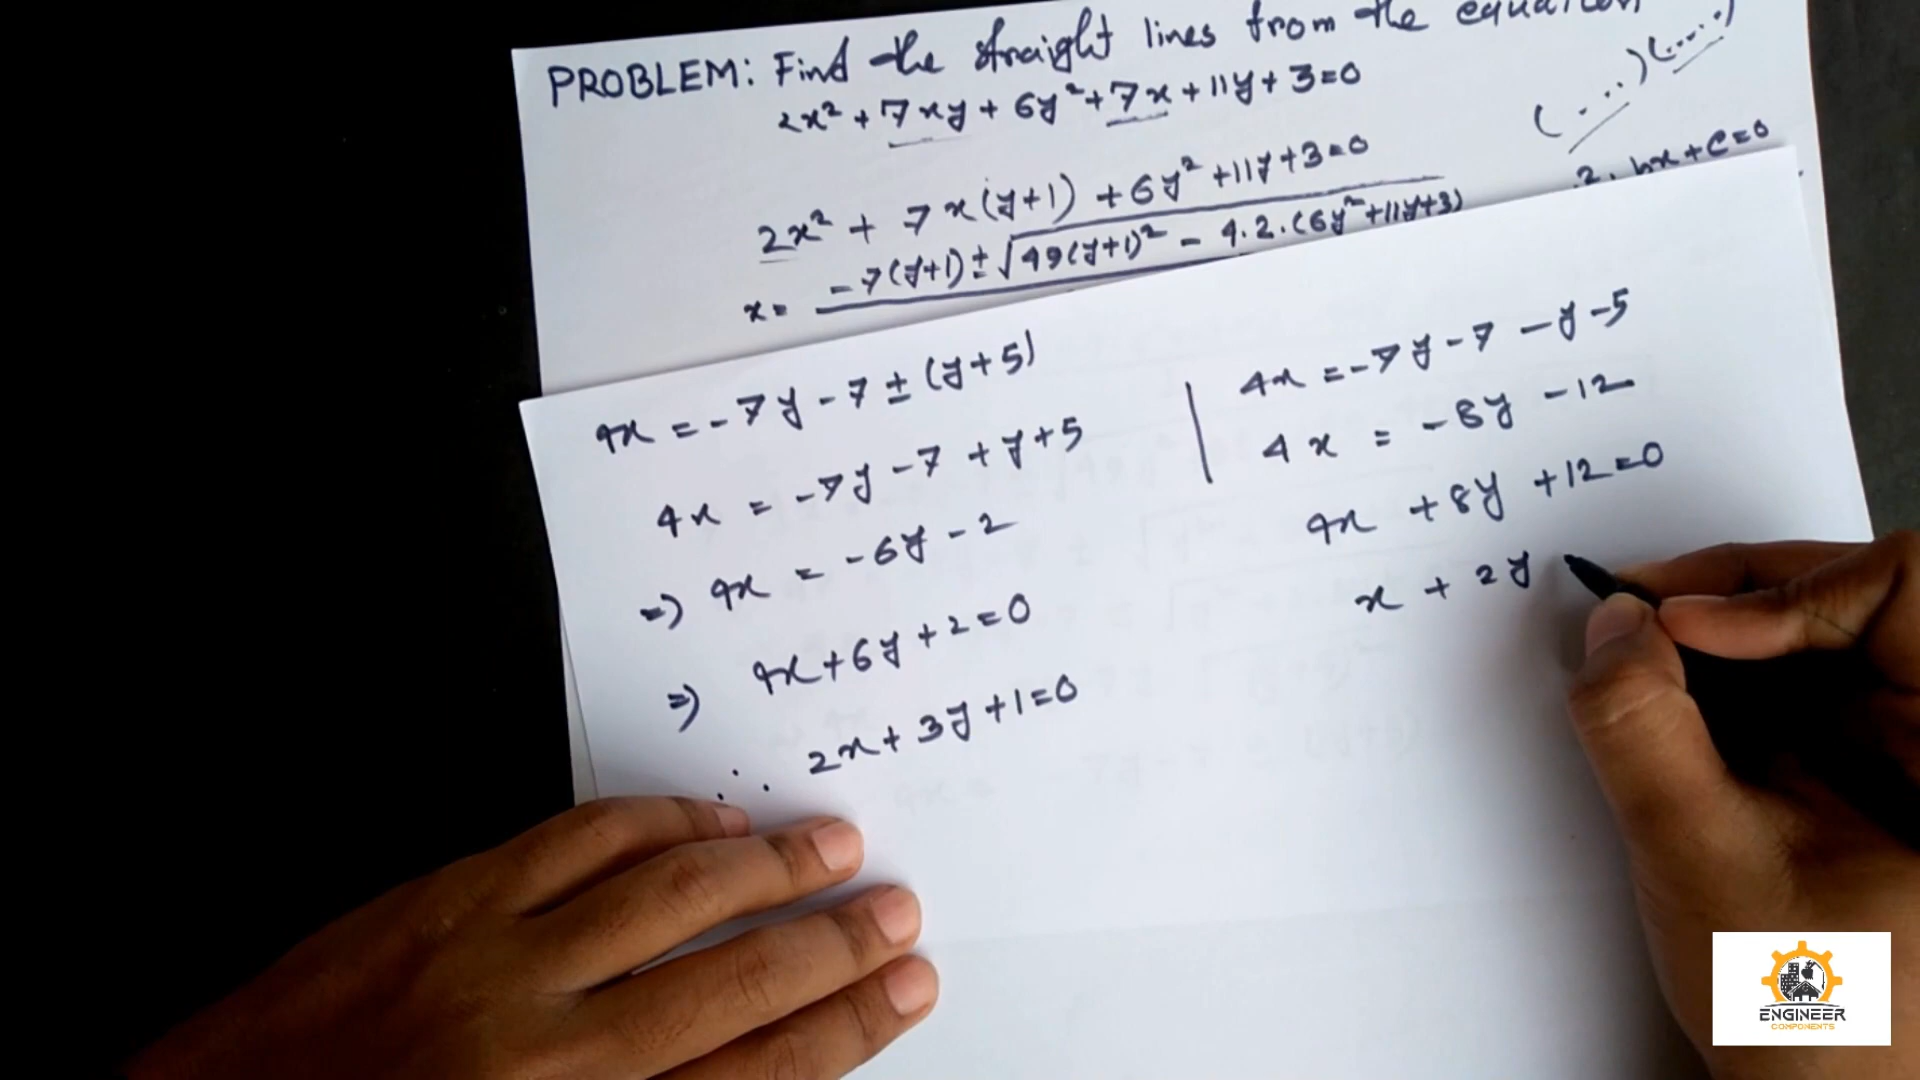 PROBLEM: Find the straight lines from the equation
2x² + 7xy + 6y² + 7x + 11y + 3 = 0
(....)(.....)
2x² + 7x(y+1) + 6y² + 11y + 3 = 0
bx + c = 0
x = -7(y+1) ± √49(y+1)² - 4.2.(6y² + 11y + 3)
4x = -7y - 7 ± (y+5)
4x = -7y - 7 + y + 5
=) 4x = -6y - 2
=) 4x + 6y + 2 = 0
∴ 2x + 3y + 1 = 0
4x = -7y - 7 - y - 5
4x = -8y - 12
4x + 8y + 12 = 0
x + 2y
ENGINEER
COMPONENTS